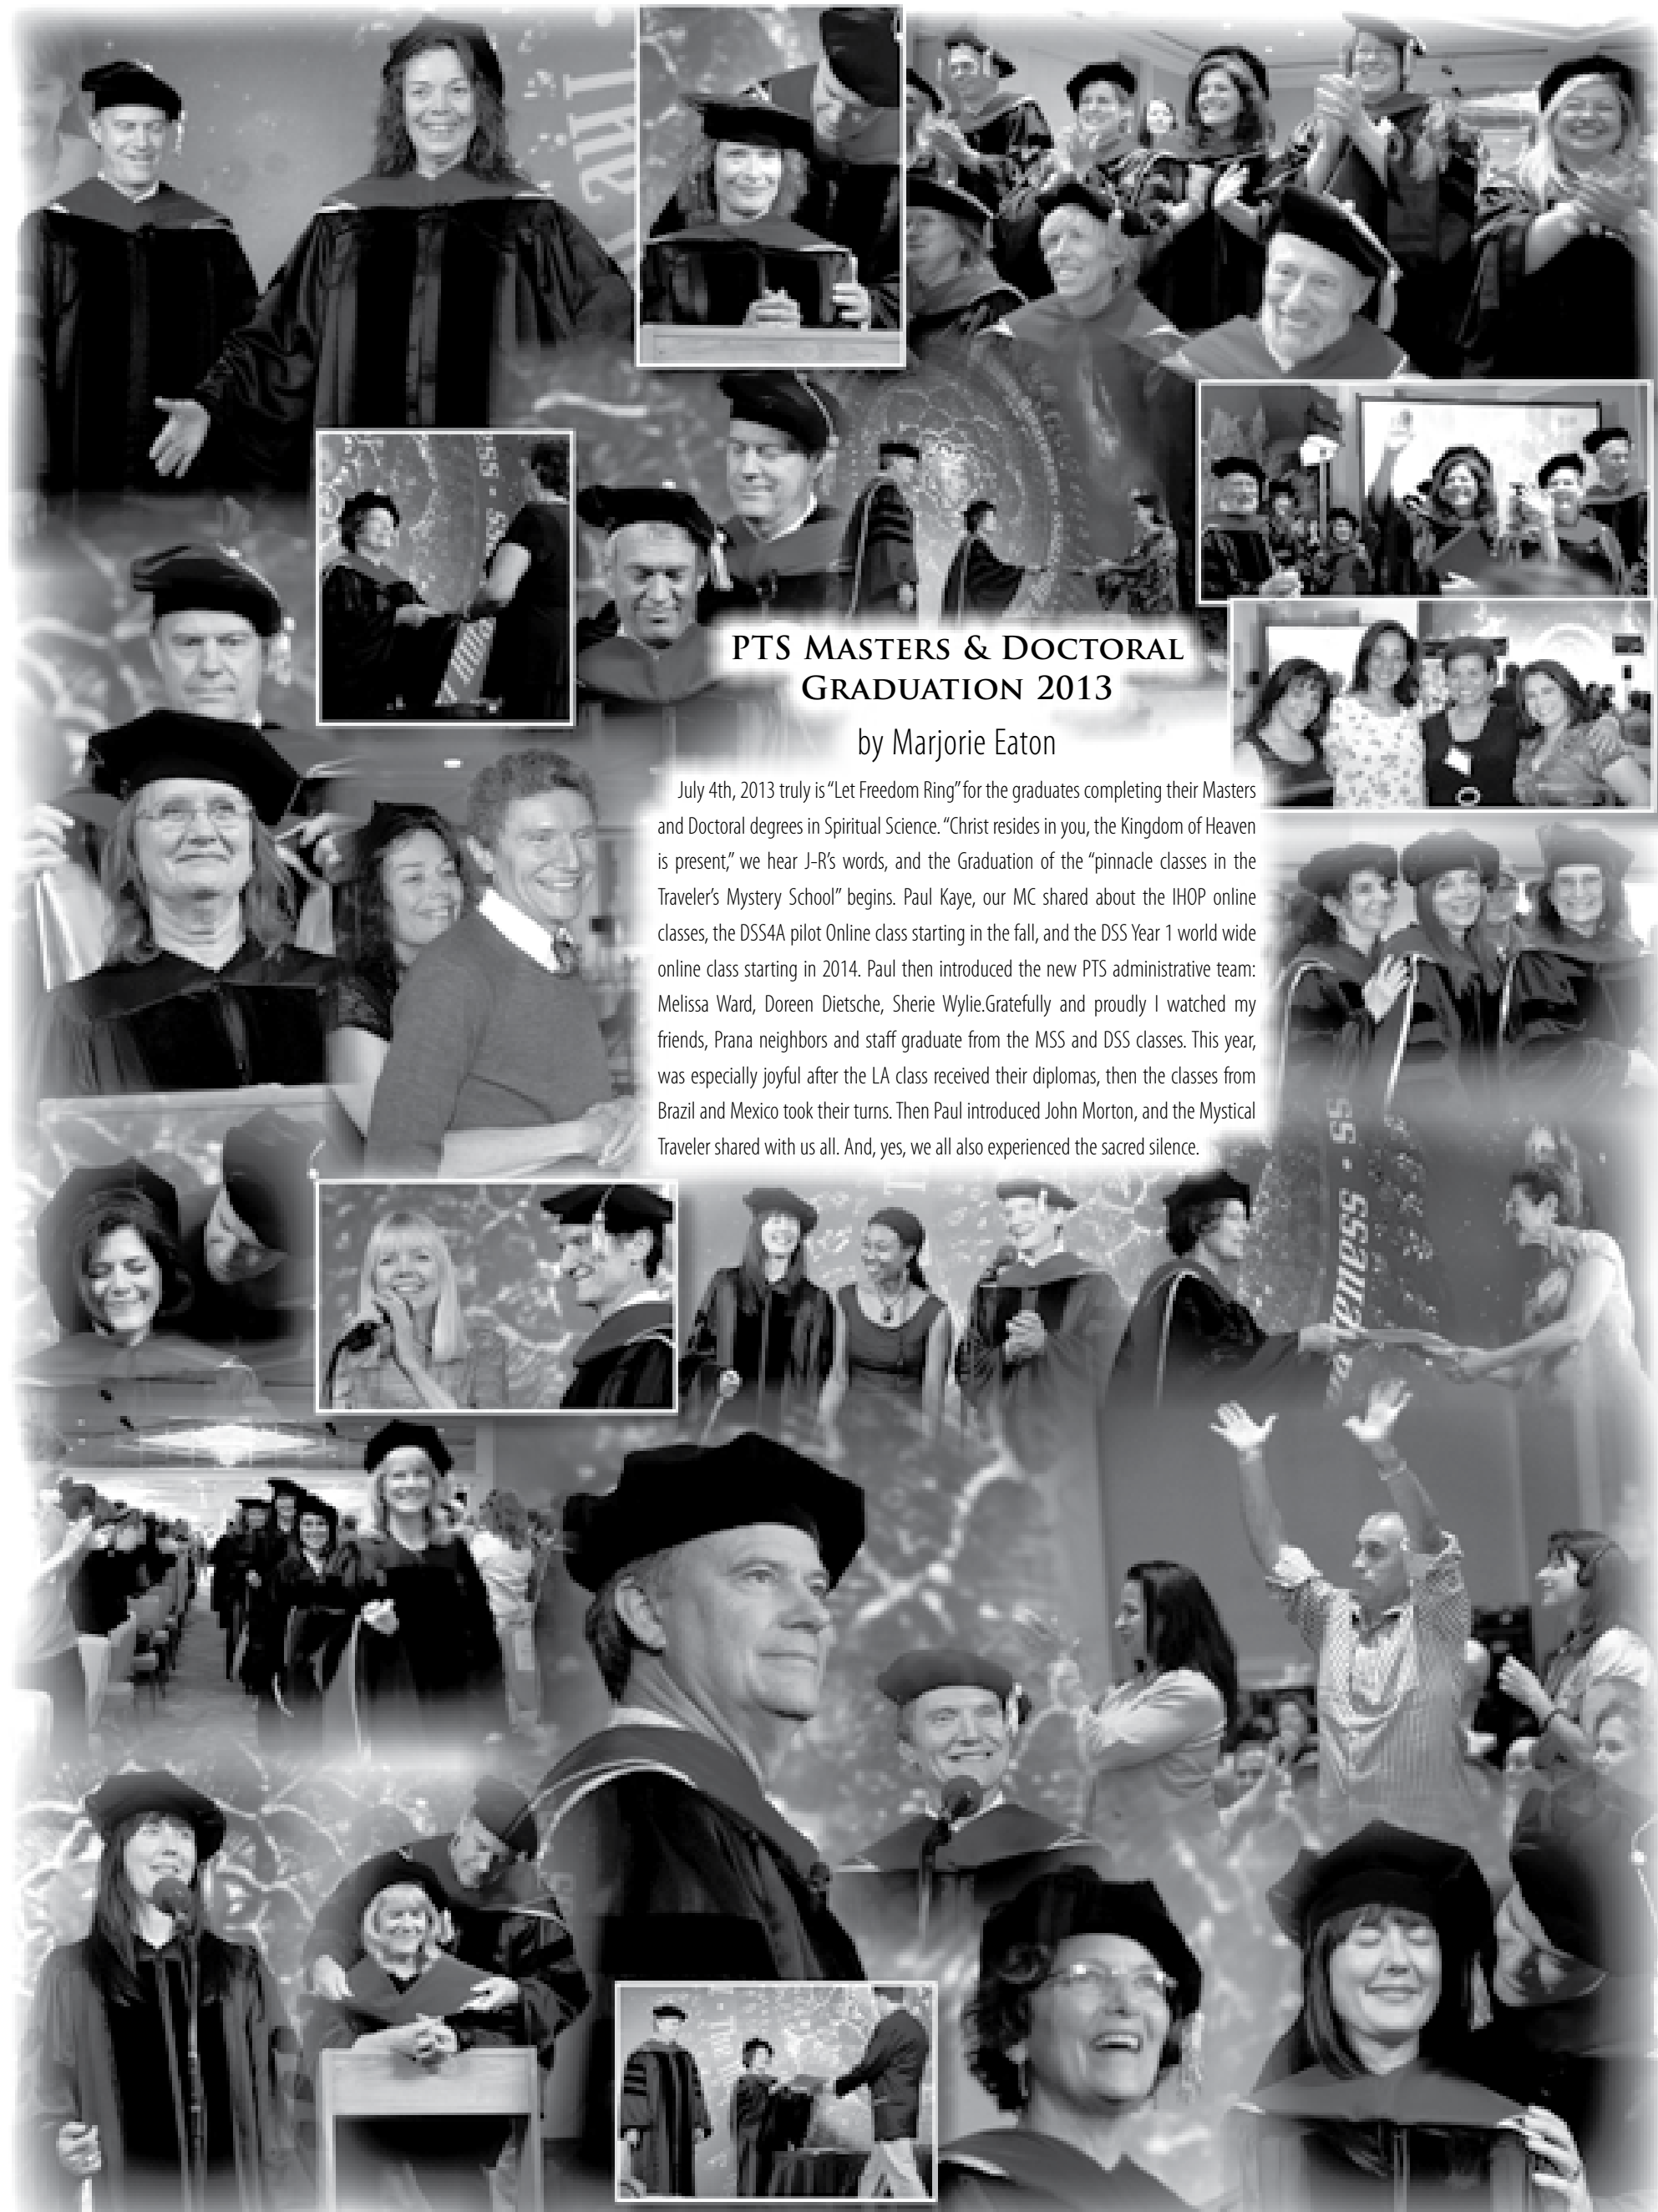 PTS Masters & Doctoral
Graduation 2013
by Marjorie Eaton
July 4th, 2013 truly is “Let Freedom Ring” for the graduates completing their Masters
and Doctoral degrees in Spiritual Science. “Christ resides in you, the Kingdom of Heaven
is present,” we hear J-R’s words, and the Graduation of the “pinnacle classes in the
Traveler’s Mystery School” begins. Paul Kaye, our MC shared about the IHOP online
classes, the DSS4A pilot Online class starting in the fall, and the DSS Year 1 world wide
online class starting in 2014. Paul then introduced the new PTS administrative team:
Melissa Ward, Doreen Dietsche, Sherie Wylie.Gratefully and proudly I watched my
friends, Prana neighbors and staff graduate from the MSS and DSS classes. This year,
was especially joyful after the LA class received their diplomas, then the classes from
Brazil and Mexico took their turns. Then Paul introduced John Morton, and the Mystical
Traveler shared with us all. And, yes, we all also experienced the sacred silence.